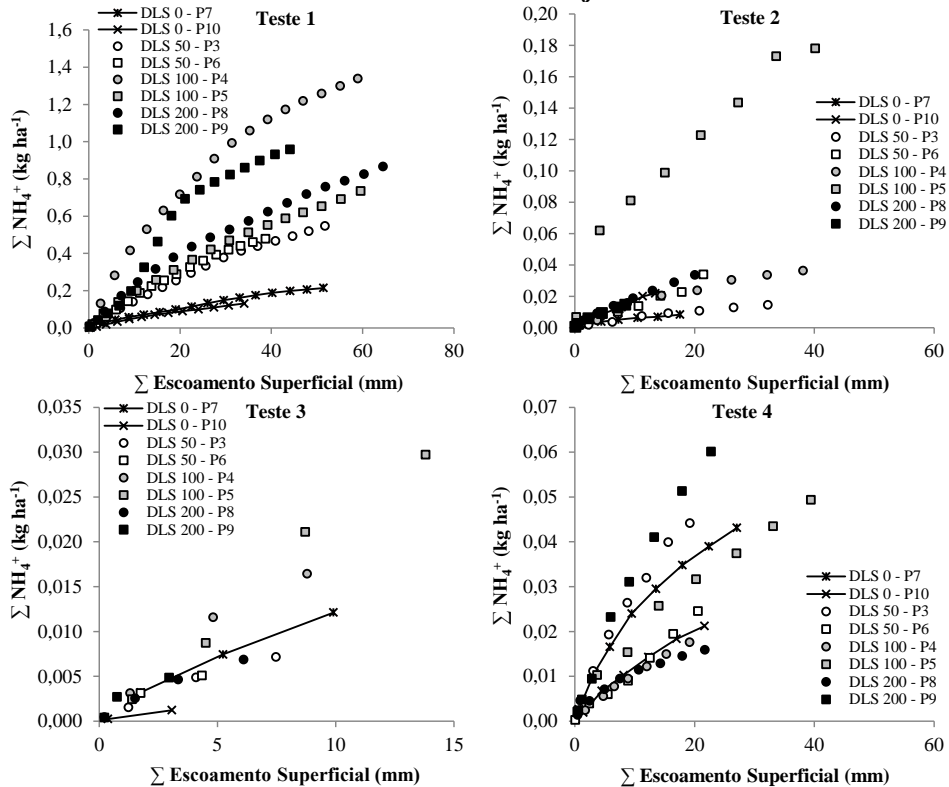 Teste 1
DLS 0 - P7
DLS 0 - P10
DLS 50 - P3
DLS 50 - P6
DLS 100 - P4
DLS 100 - P5
DLS 200 - P8
DLS 200 - P9
1,6
1,4
1,2
1,0
0,8
0,6
0,4
0,2
0,0
∑ NH₄⁺ (kg ha⁻¹)
0 20 40 60 80
∑ Escoamento Superficial (mm)
Teste 2
0,20
0,18
0,16
0,14
0,12
0,10
0,08
0,06
0,04
0,02
0,00
∑ NH₄⁺ (kg ha⁻¹)
DLS 0 - P7
DLS 0 - P10
DLS 50 - P3
DLS 50 - P6
DLS 100 - P4
DLS 100 - P5
DLS 200 - P8
DLS 200 - P9
0 20 40 60
∑ Escoamento Superficial (mm)
Teste 3
DLS 0 - P7
DLS 0 - P10
DLS 50 - P3
DLS 50 - P6
DLS 100 - P4
DLS 100 - P5
DLS 200 - P8
DLS 200 - P9
0,035
0,030
0,025
0,020
0,015
0,010
0,005
0,000
∑ NH₄⁺ (kg ha⁻¹)
0 5 10 15
∑ Escoamento Superficial (mm)
Teste 4
0,07
0,06
0,05
0,04
0,03
0,02
0,01
0,00
∑ NH₄⁺ (kg ha⁻¹)
DLS 0 - P7
DLS 0 - P10
DLS 50 - P3
DLS 50 - P6
DLS 100 - P4
DLS 100 - P5
DLS 200 - P8
DLS 200 - P9
0 20 40 60
∑ Escoamento Superficial (mm)